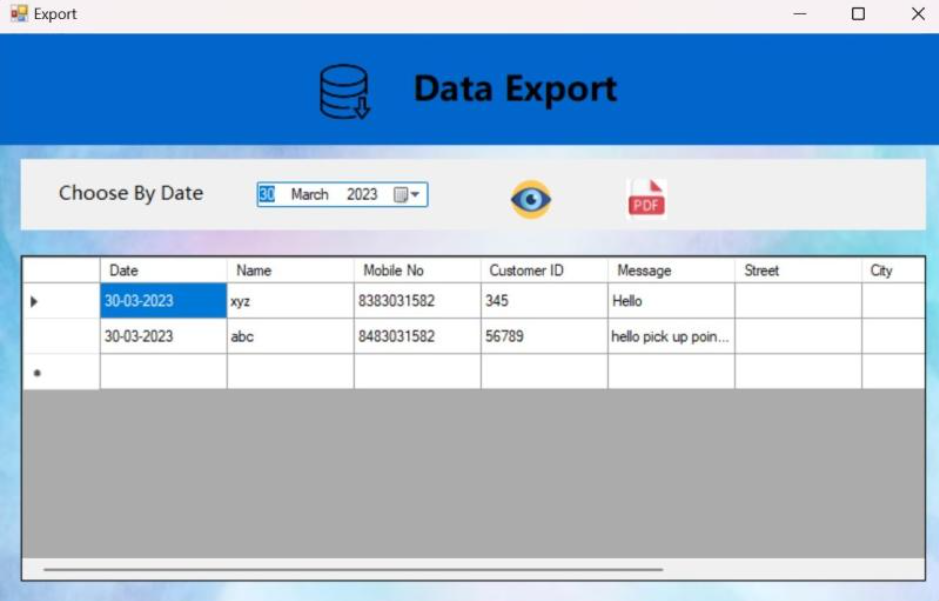 Export
Data Export
Choose By Date 30 March 2023
PDF
Date Name Mobile No Customer ID Message Street City
30-03-2023 xyz 8383031582 345 Hello
30-03-2023 abc 8483031582 56789 hello pick up poin...